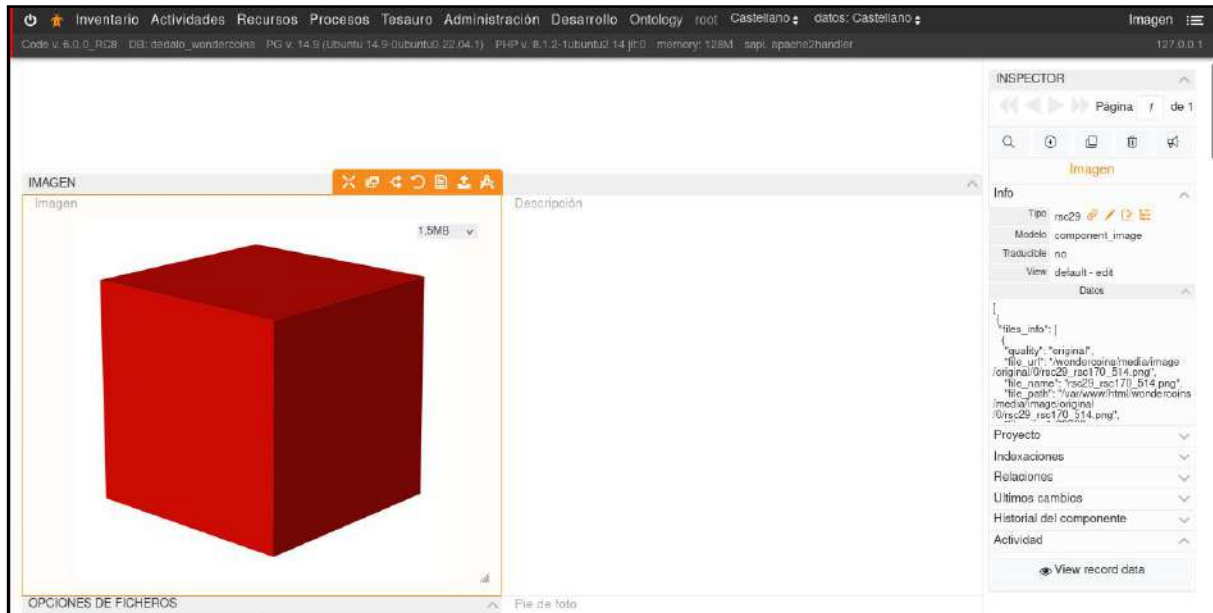 Inventario Actividades Recursos Procesos Tesauro Administración Desarrollo Ontology root Castellano datos: Castellano Imagen
Code v. 6.0.0_RC8 DB: dedalo_wondercoins PG v. 14.9 (Ubuntu 14.9-0ubuntu0.22.04.1) PHP v. 8.1.2-1ubuntu2.14 jit:0 memory: 128M sapi: apache2handler 127.0.0.1
INSPECTOR
Página 1 de 1
Imagen
IMAGEN
Imagen
1.5MB
Descripción
Info
Tipo rsc29
Modelo component_image
Traducible no
View default - edit
Datos
[
{
"files_info": [
{
"quality": "original",
"file_url": "/wondercoins/media/image
/original/0/rsc29_rsc170_514.png",
"file_name": "rsc29_rsc170_514.png",
"file_path": "/var/www/html/wondercoins
/media/image/original
/0/rsc29_rsc170_514.png",
Proyecto
Indexaciones
Relaciones
Ultimos cambios
Historial del componente
Actividad
View record data
OPCIONES DE FICHEROS
Pie de foto